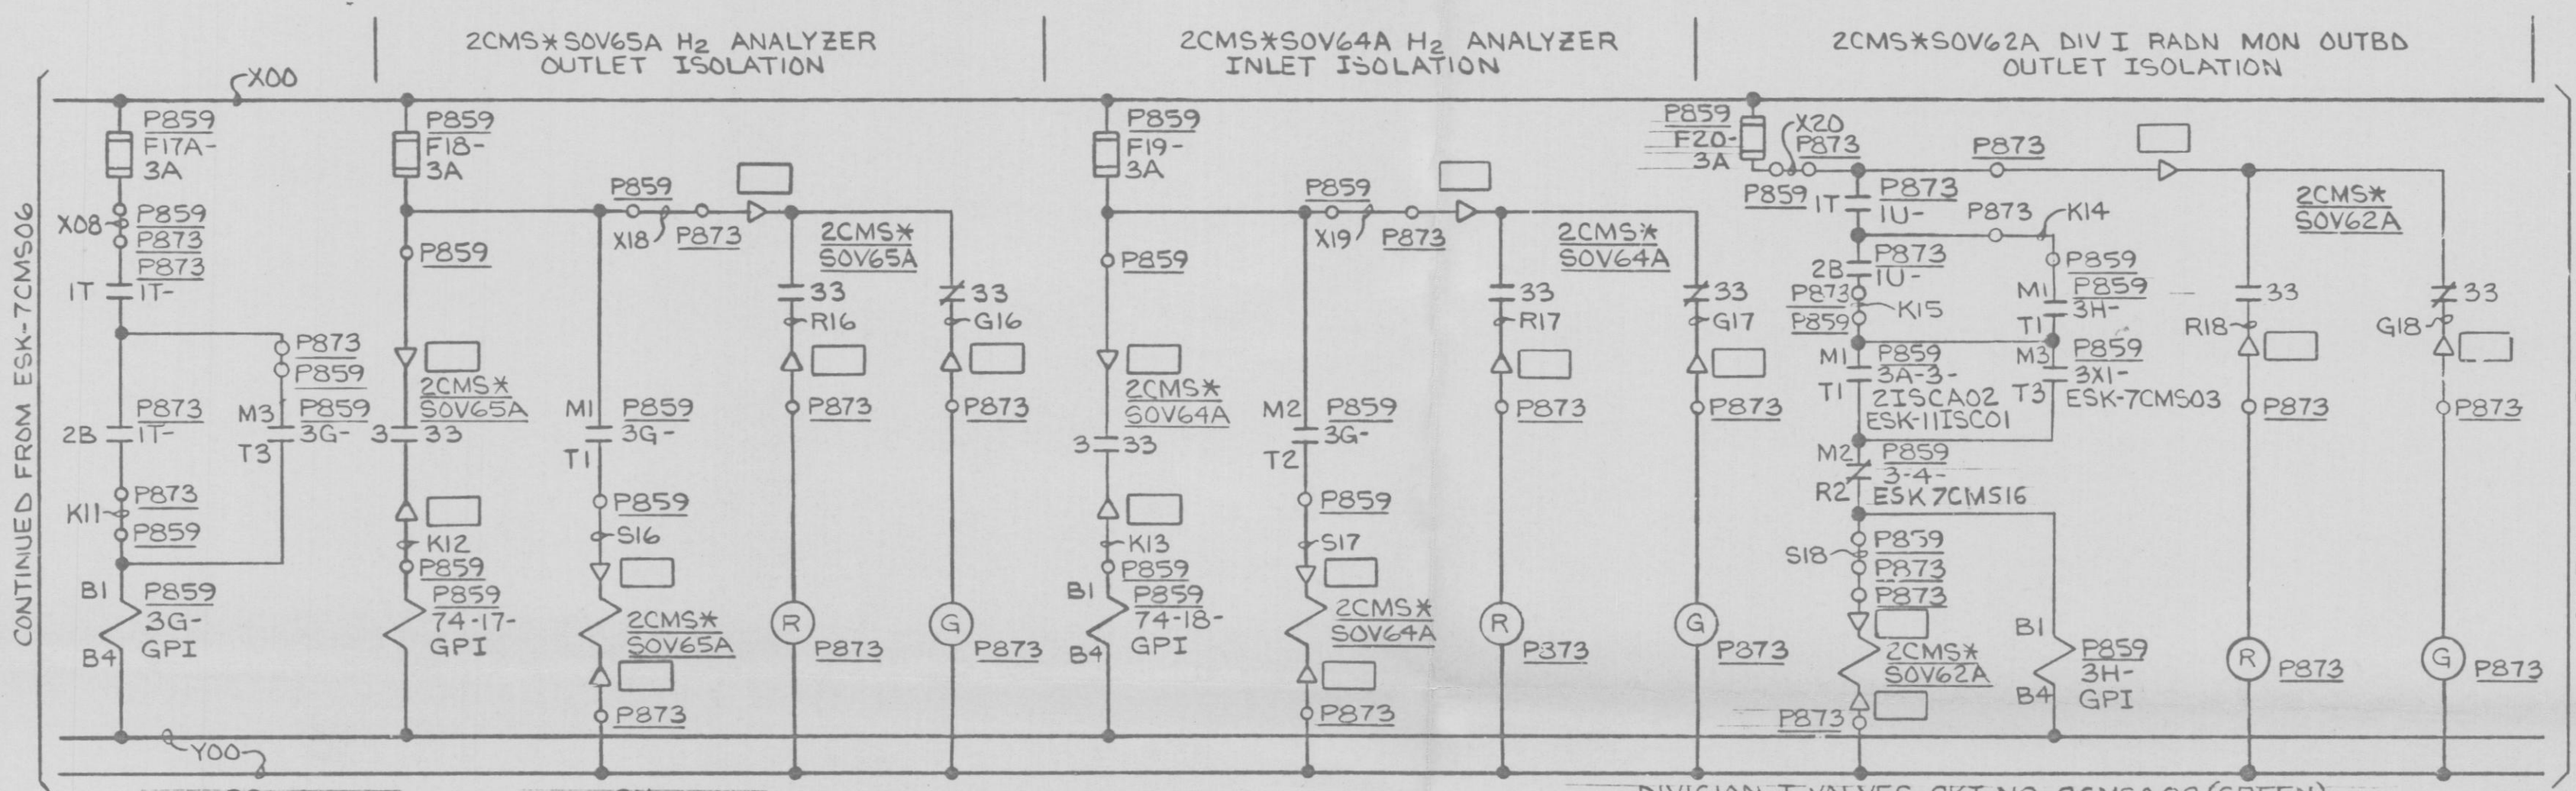 CONTINUED FROM ESK-7CMS06
2CMS*SOV65A H2 ANALYZER
OUTLET ISOLATION
2CMS*SOV64A H2 ANALYZER
INLET ISOLATION
2CMS*SOV62A DIV I RADN MON OUTBD
OUTLET ISOLATION
X00
P859
F17A-
3A
X08
P859
P873
P873
1T
1T-
P873
P859
P873
2B
1T-
M3
P859
3G-
T3
P873
K11
P859
B1
P859
3G-
GPI
B4
Y00
P859
F18-
3A
P859
2CMS*
SOV65A
3
33
K12
P859
P859
74-17-
GPI
P859
X18
P873
M1
P859
3G-
T1
P859
S16
2CMS*
SOV65A
P873
2CMS*
SOV65A
33
R16
P873
R
P873
33
G16
P873
G
P873
P859
F19-
3A
P859
2CMS*
SOV64A
3
33
K13
P859
B1
P859
74-18-
GPI
B4
P859
X19
P873
M2
P859
3G-
T2
P859
S17
2CMS*
SOV64A
P873
2CMS*
SOV64A
33
R17
P873
R
P873
33
G17
P873
G
P873
P859
F20-
3A
X20
P873
P859
P873
1T
P873
1U-
P873
K14
2B
P873
1U-
P873
K15
P859
P859
M1
P859
3H-
T1
M1
P859
3A-3-
T1
2ISCA02
ESK-11ISC01
M3
P859
3X1-
T3
ESK-7CMS03
M2
P859
3-4-
R2
ESK 7CMS16
P859
S18
P873
P873
2CMS*
SOV62A
P873
B1
P859
3H-
GPI
B4
2CMS*
SOV62A
33
R18
P873
R
P873
33
G18
P873
G
P873